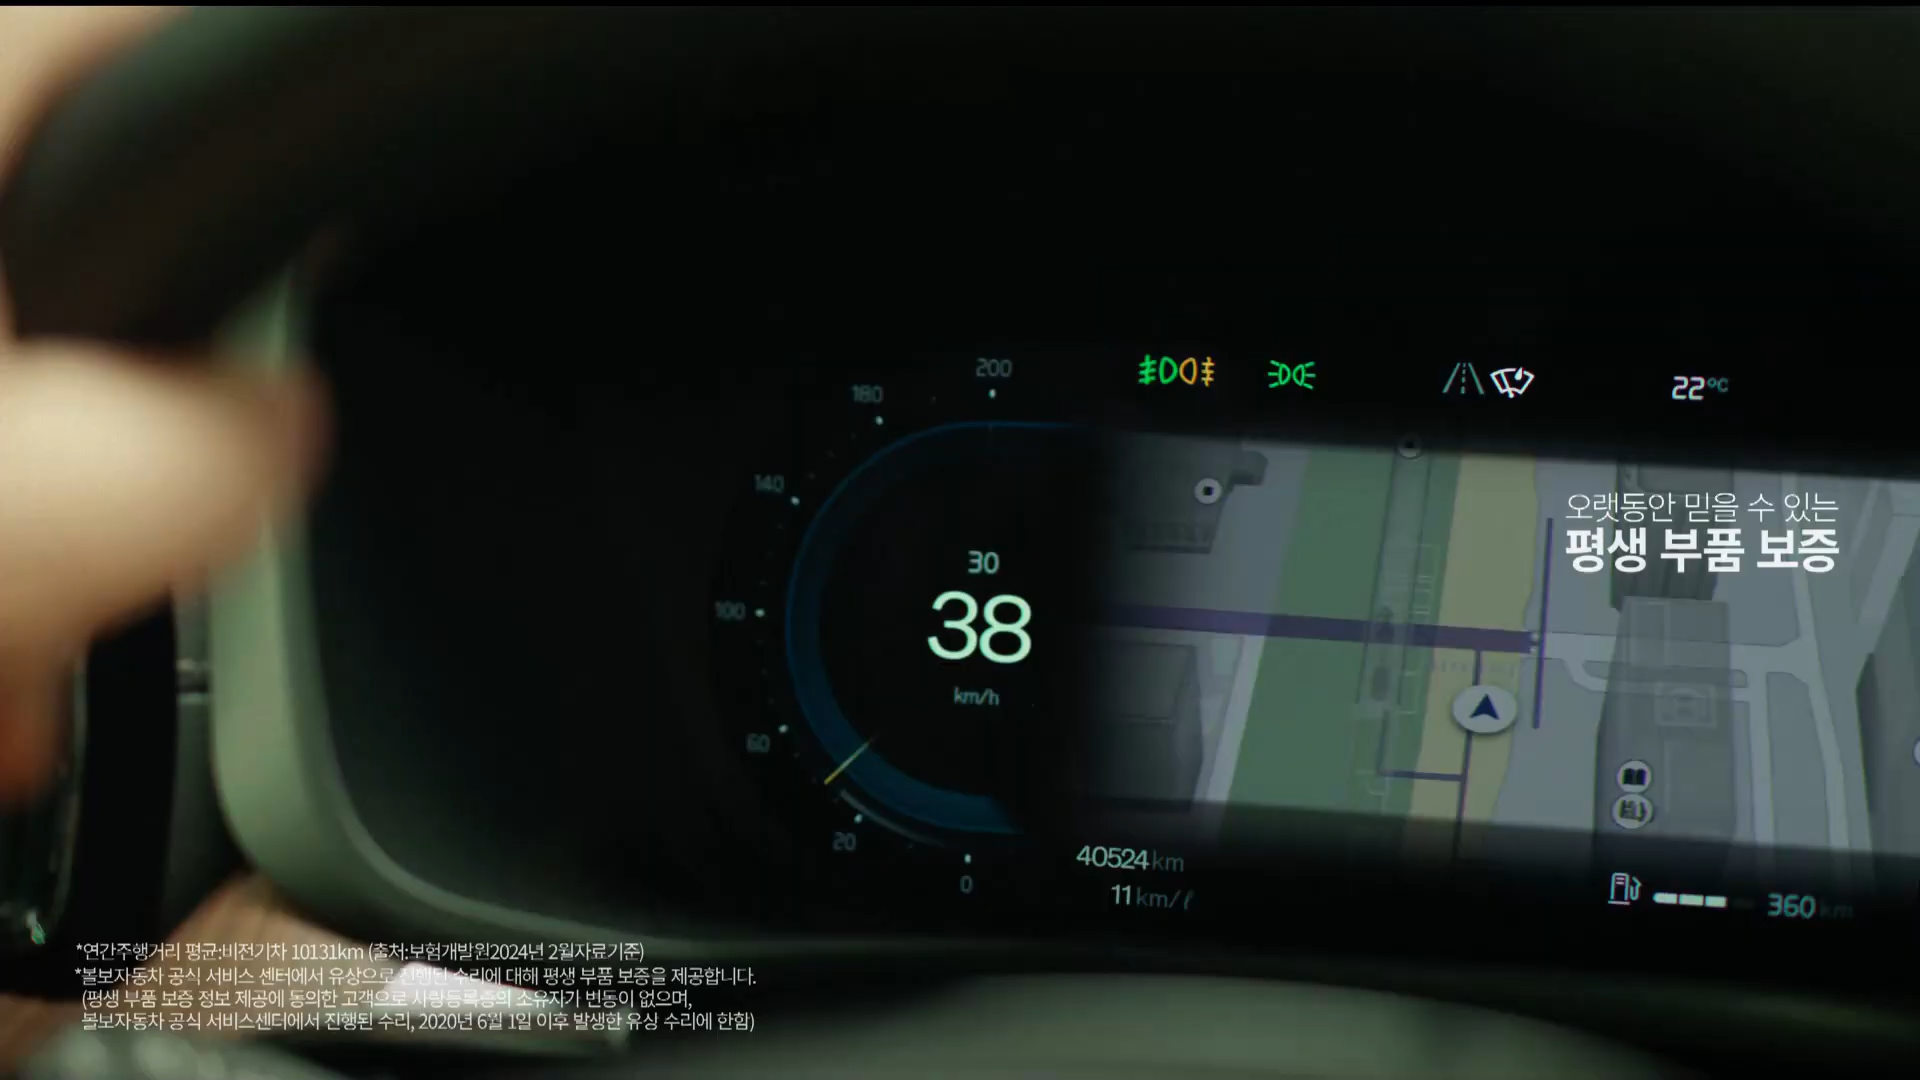 200
180
140
100
60
20
0
30
38
km/h
22°C
오랫동안 믿을 수 있는
평생 부품 보증
40524 km
11 km/ℓ
360 km
*연간주행거리 평균:비전기차 10131km (출처:보험개발원2024년 2월자료기준)
*볼보자동차 공식 서비스 센터에서 유상으로 진행된 수리에 대해 평생 부품 보증을 제공합니다.
(평생 부품 보증 정보 제공에 동의한 고객으로 차량등록증의 소유자가 변동이 없으며,
볼보자동차 공식 서비스센터에서 진행된 수리, 2020년 6월 1일 이후 발생한 유상 수리에 한함)